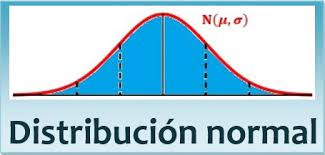 N(μ, σ)
Distribución normal